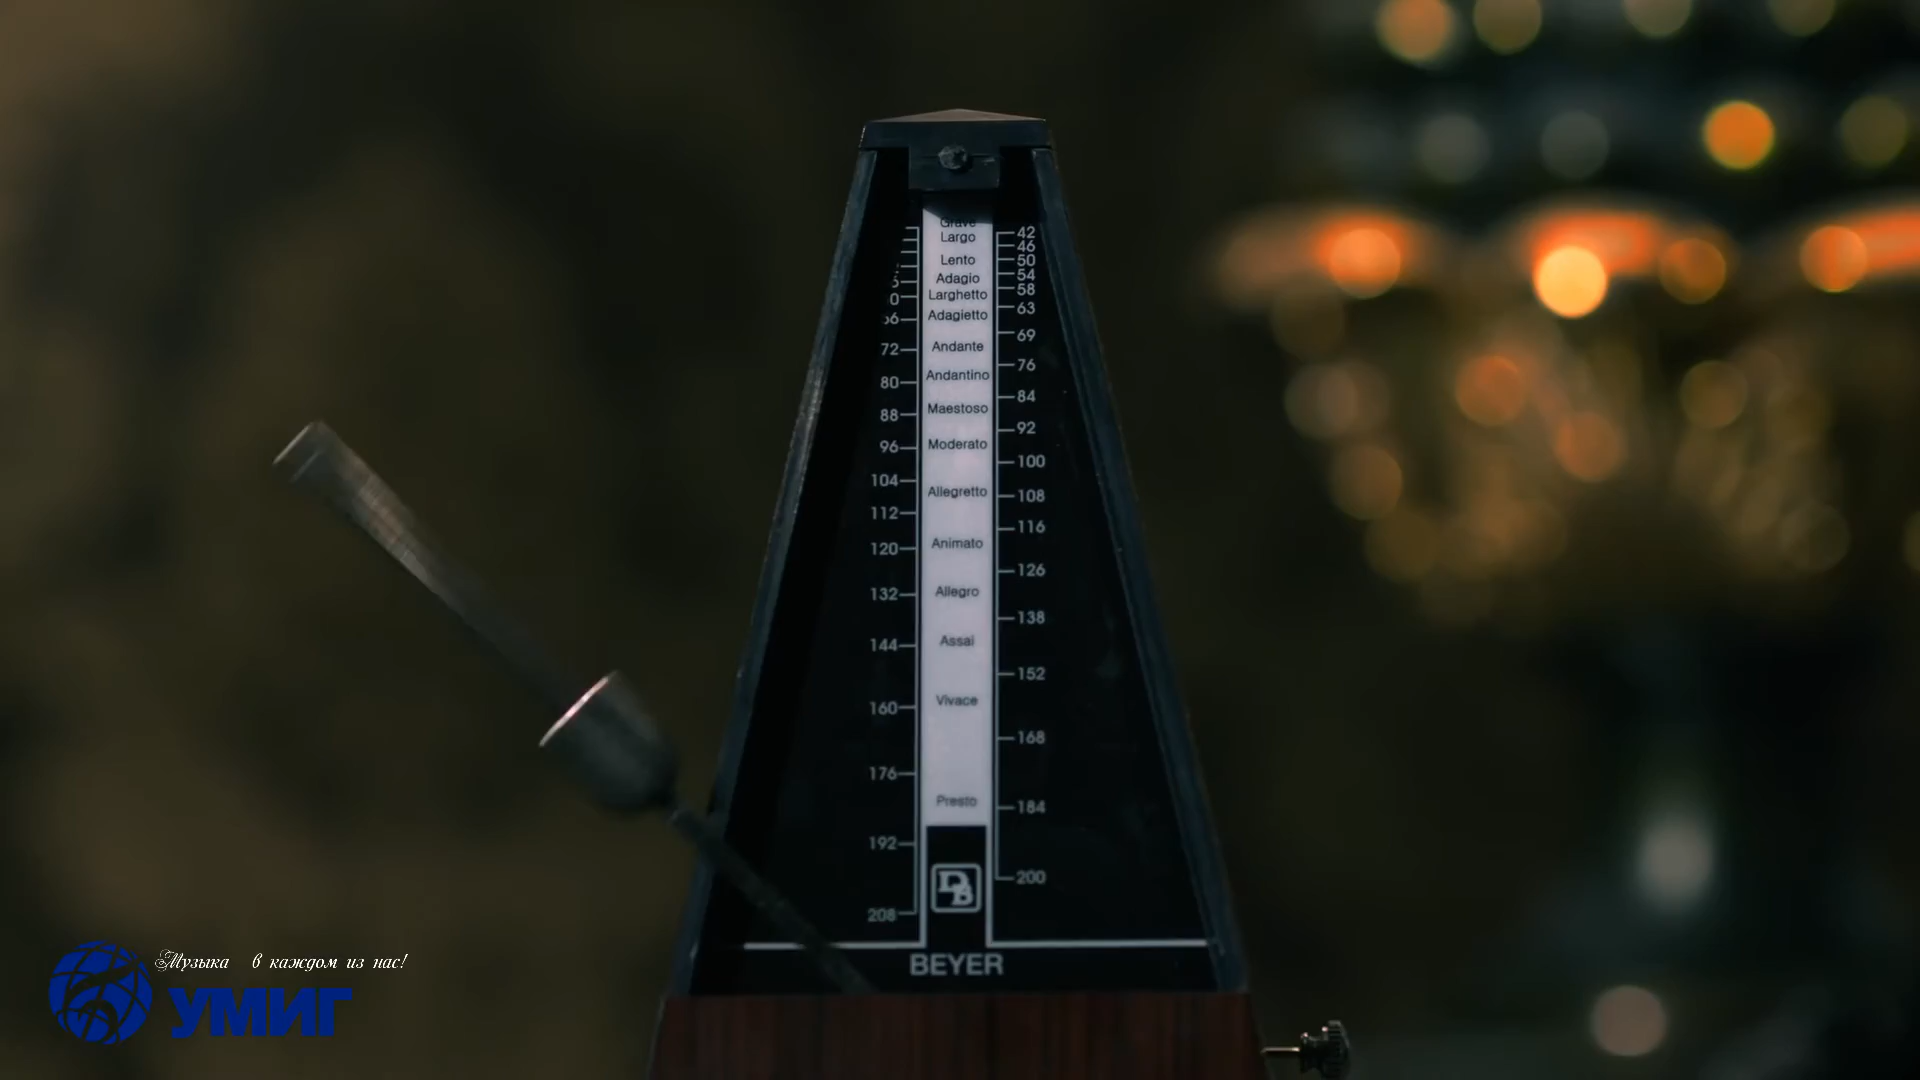 Grave
Largo 42
46
Lento 50
Adagio 54
Larghetto 58
Adagietto 63
69
72 Andante
76
80 Andantino
84
88 Maestoso
92
96 Moderato
100
104 Allegretto 108
112
116
120 Animato
126
132 Allegro
138
144 Assai
152
160 Vivace
168
176
Presto 184
192
DB
200
208
BEYER
Музыка в каждом из нас!
УМИГ